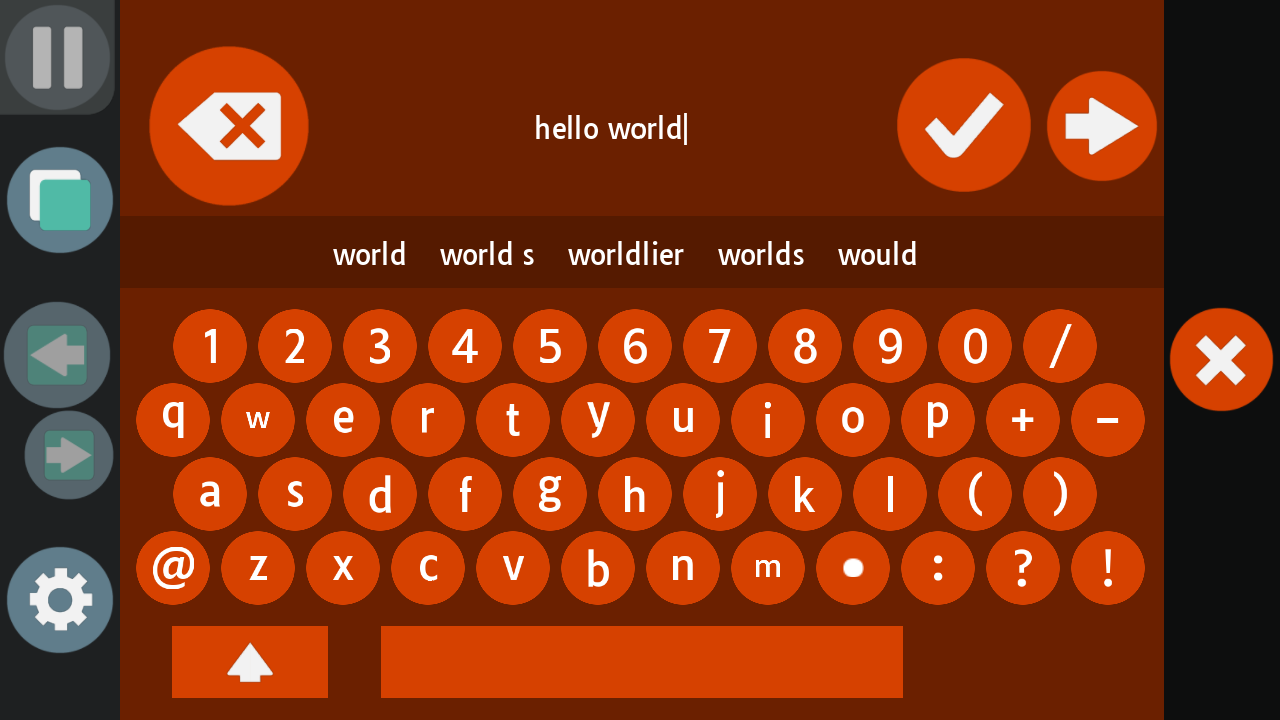 hello world
world world s worldlier worlds would
1 2 3 4 5 6 7 8 9 0 /
q w e r t y u i o p + −
a s d f g h j k l ( )
@ z x c v b n m • : ? !